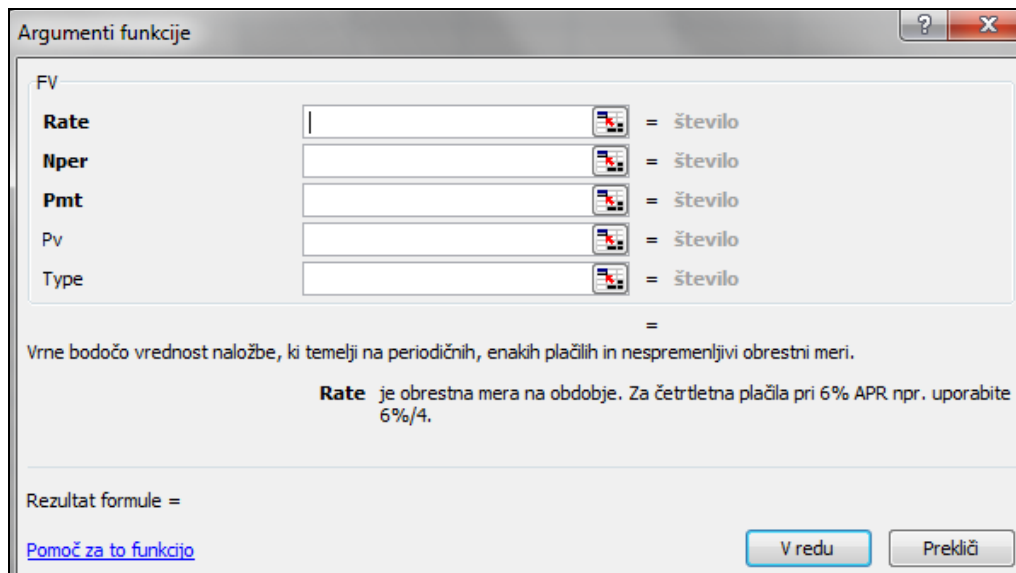 Argumenti funkcije
FV
Rate = število
Nper = število
Pmt = število
Pv = število
Type = število
=
Vrne bodočo vrednost naložbe, ki temelji na periodičnih, enakih plačilih in nespremenljivi obrestni meri.
Rate je obrestna mera na obdobje. Za četrtletna plačila pri 6% APR npr. uporabite
6%/4.
Rezultat formule =
Pomoč za to funkcijo V redu Prekliči